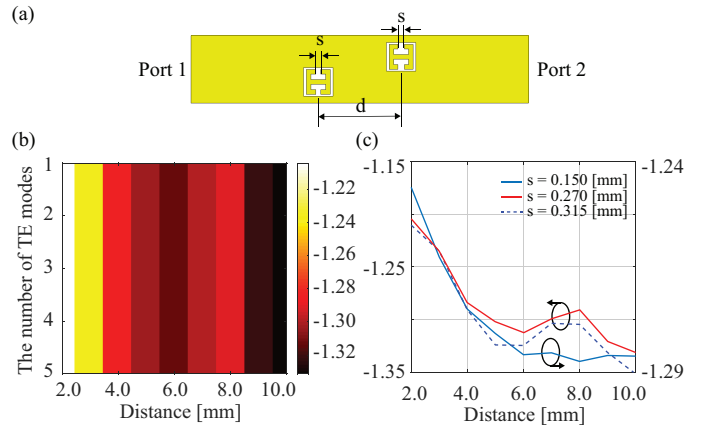 (a)
s
s
Port 1
Port 2
d
(b)
(c)
The number of TE modes
1
2
3
4
5
2.0 4.0 6.0 8.0 10.0
Distance [mm]
-1.22
-1.24
-1.26
-1.28
-1.30
-1.32
-1.15
-1.25
-1.35
-1.24
-1.29
s = 0.150 [mm]
s = 0.270 [mm]
s = 0.315 [mm]
2.0 4.0 6.0 8.0 10.0
Distance [mm]